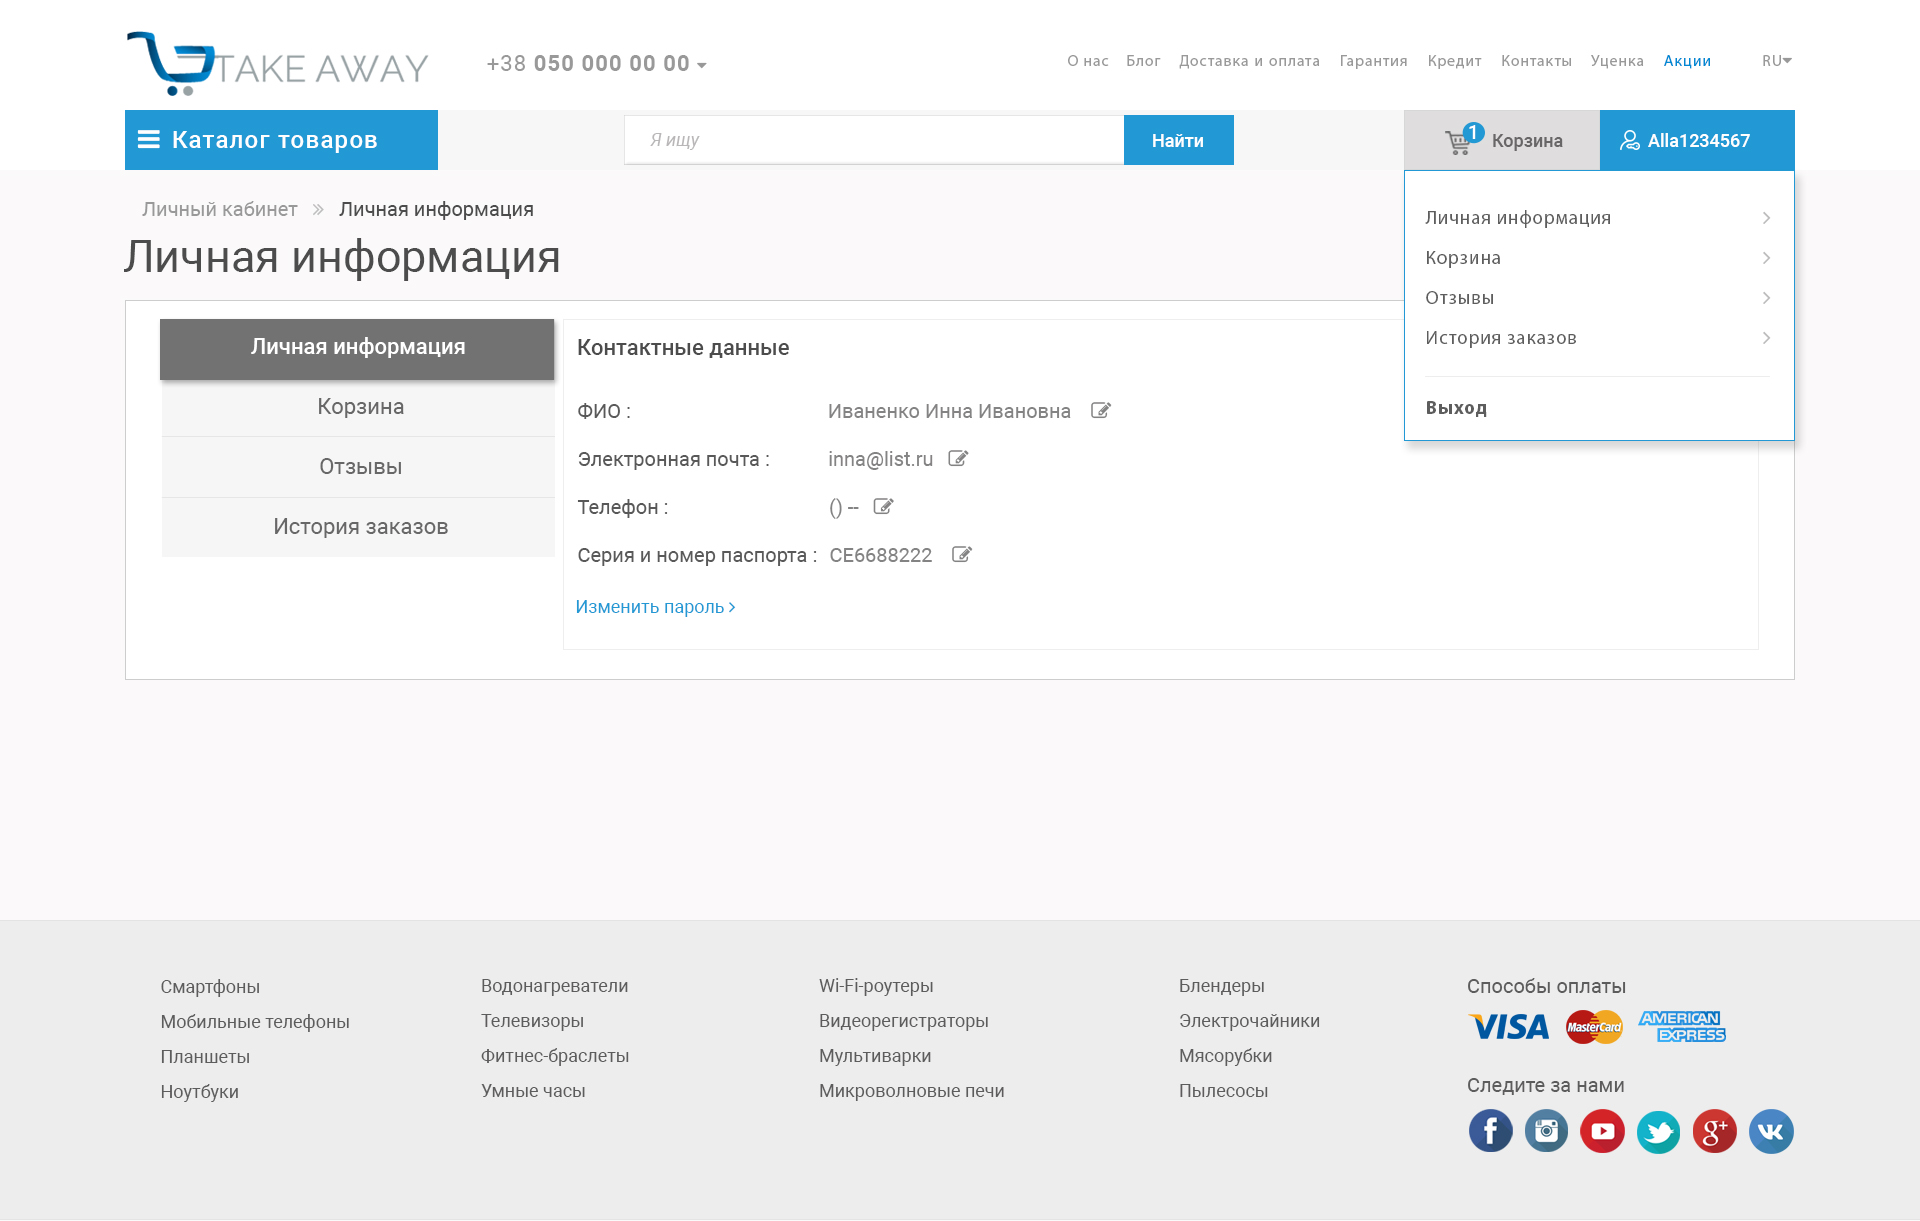 TAKE AWAY
+38 050 000 00 00
О нас Блог Доставка и оплата Гарантия Кредит Контакты Уценка Акции RU
Каталог товаров
Я ищу
Найти
1 Корзина
Alla1234567
Личный кабинет » Личная информация
Личная информация
Личная информация
Корзина
Отзывы
История заказов
Выход
Личная информация
Корзина
Отзывы
История заказов
Контактные данные
ФИО : Иваненко Инна Ивановна
Электронная почта : inna@list.ru
Телефон : () --
Серия и номер паспорта : СЕ6688222
Изменить пароль
Смартфоны
Мобильные телефоны
Планшеты
Ноутбуки
Водонагреватели
Телевизоры
Фитнес-браслеты
Умные часы
Wi-Fi-роутеры
Видеорегистраторы
Мультиварки
Микроволновые печи
Блендеры
Электрочайники
Мясорубки
Пылесосы
Способы оплаты
VISA MasterCard AMERICAN EXPRESS
Следите за нами